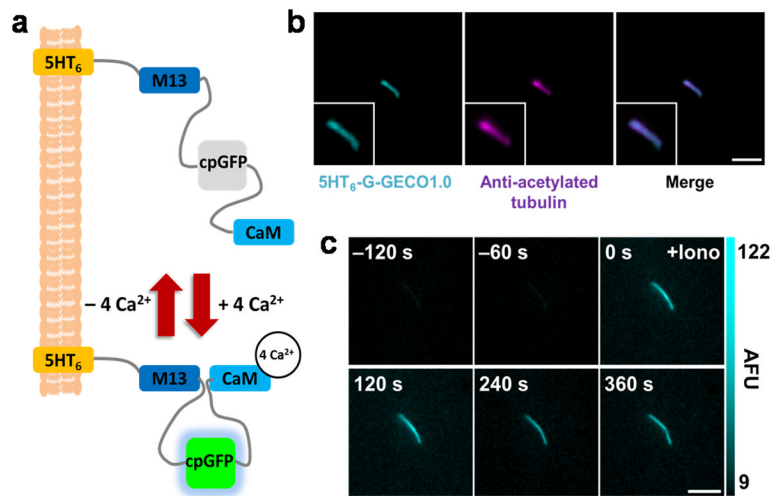 a
5HT₆
M13
cpGFP
CaM
– 4 Ca²⁺
+ 4 Ca²⁺
4 Ca²⁺
5HT₆
M13
CaM
cpGFP
b
5HT₆-G-GECO1.0
Anti-acetylated
tubulin
Merge
c
–120 s
–60 s
0 s
+Iono
120 s
240 s
360 s
122
AFU
9